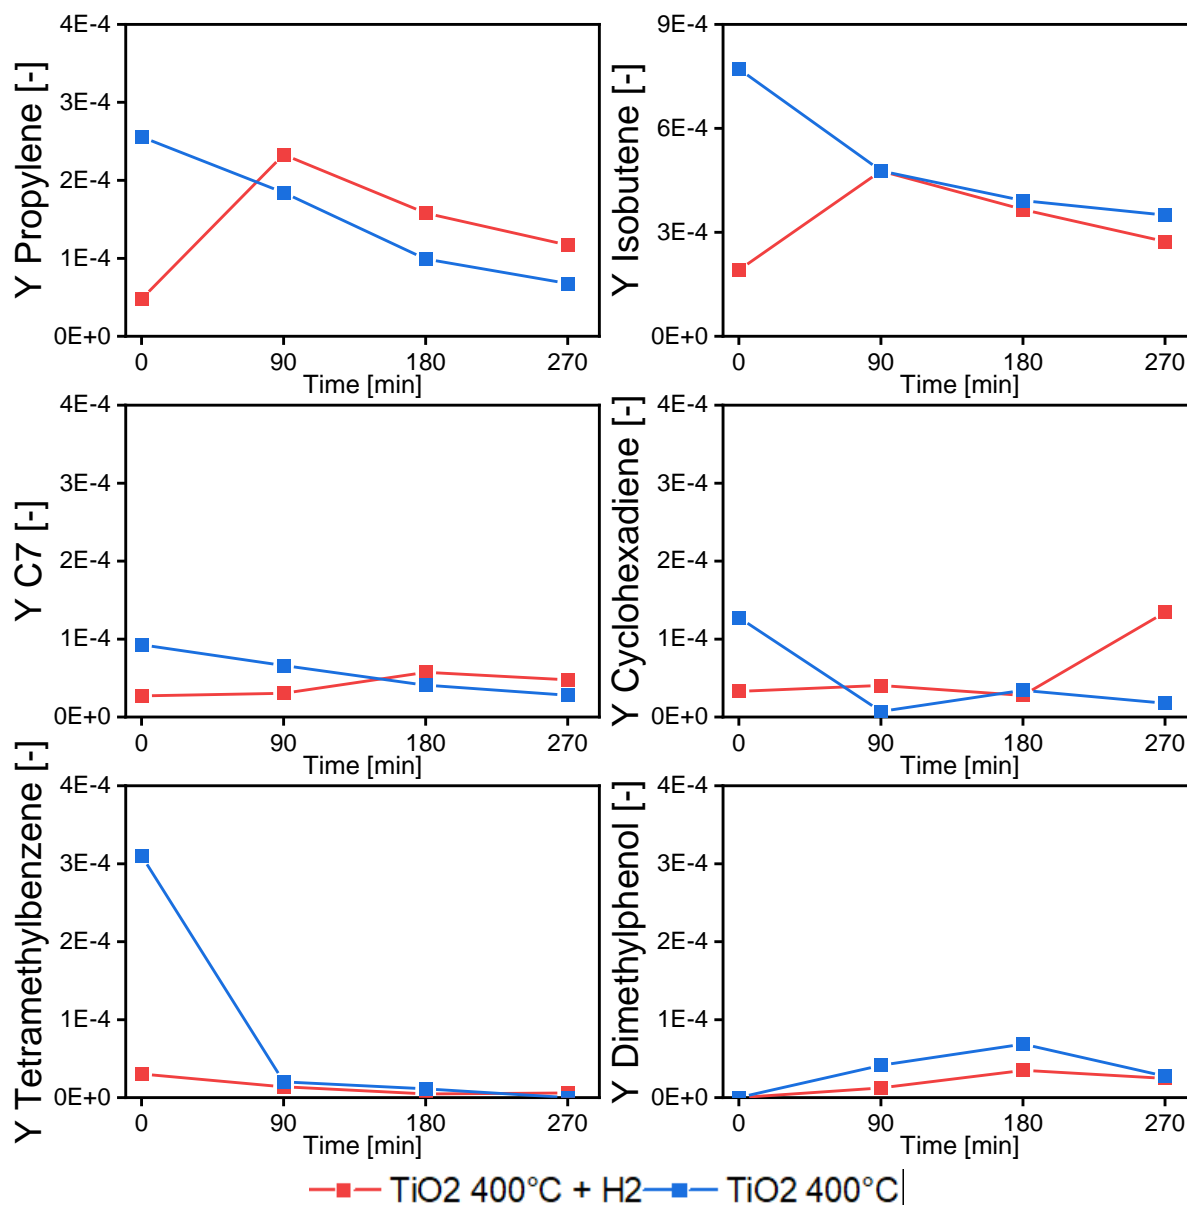 Y Propylene [-]
4E-4
3E-4
2E-4
1E-4
0E+0
0
90
180
270
Time [min]
Y Isobutene [-]
9E-4
6E-4
3E-4
0E+0
0
90
180
270
Time [min]
Y C7 [-]
4E-4
3E-4
2E-4
1E-4
0E+0
0
90
180
270
Time [min]
Y Cyclohexadiene [-]
4E-4
3E-4
2E-4
1E-4
0E+0
0
90
180
270
Time [min]
Y Tetramethylbenzene [-]
4E-4
3E-4
2E-4
1E-4
0E+0
0
90
180
270
Time [min]
Y Dimethylphenol [-]
4E-4
3E-4
2E-4
1E-4
0E+0
0
90
180
270
Time [min]
TiO2 400°C + H2
TiO2 400°C